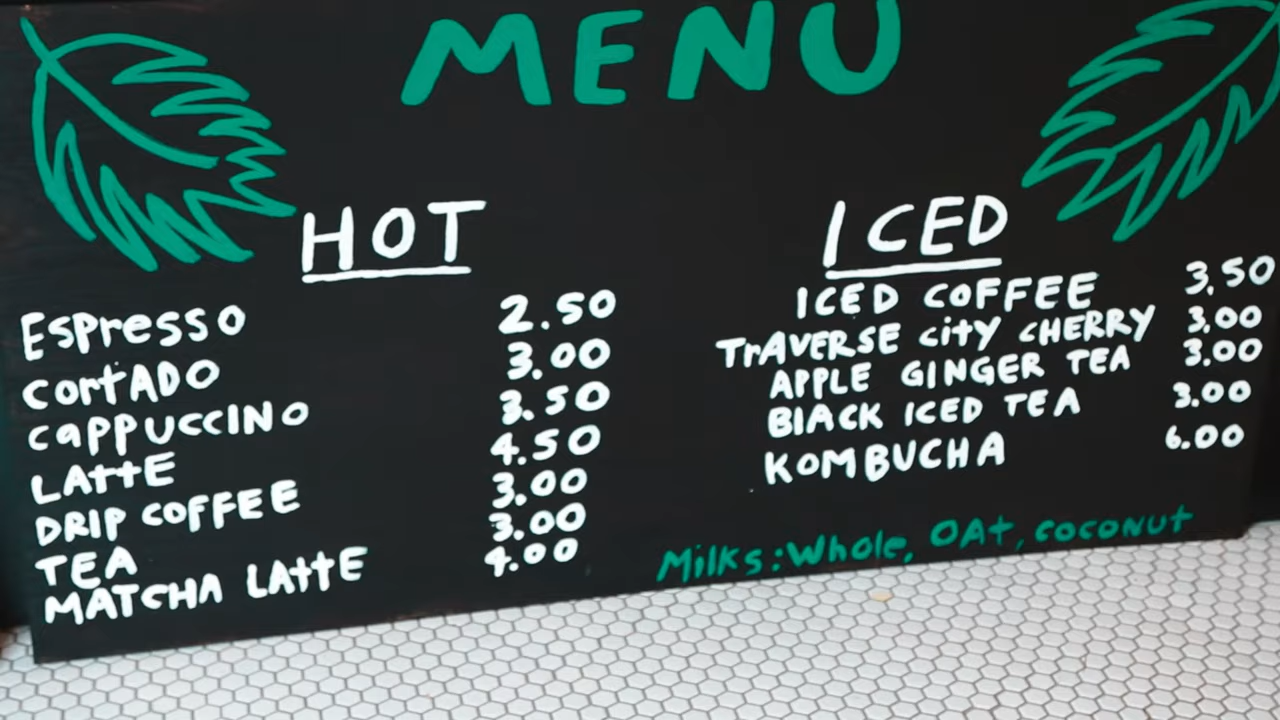 MENU
HOT
Espresso 2.50
CortADO 3.00
CAPPUCCINO 3.50
LAttE 4.50
DRIP COFFEE 3.00
TEA 3.00
MATCHA LAttE 4.00
ICED
ICED COFFEE 3.50
TrAVERSE CitY CHERRY 3.00
APPLE GINGER TEA 3.00
BlACK ICED TEA 3.00
KOMBUCHA 6.00
Milks: Whole, OAt, COCONUt